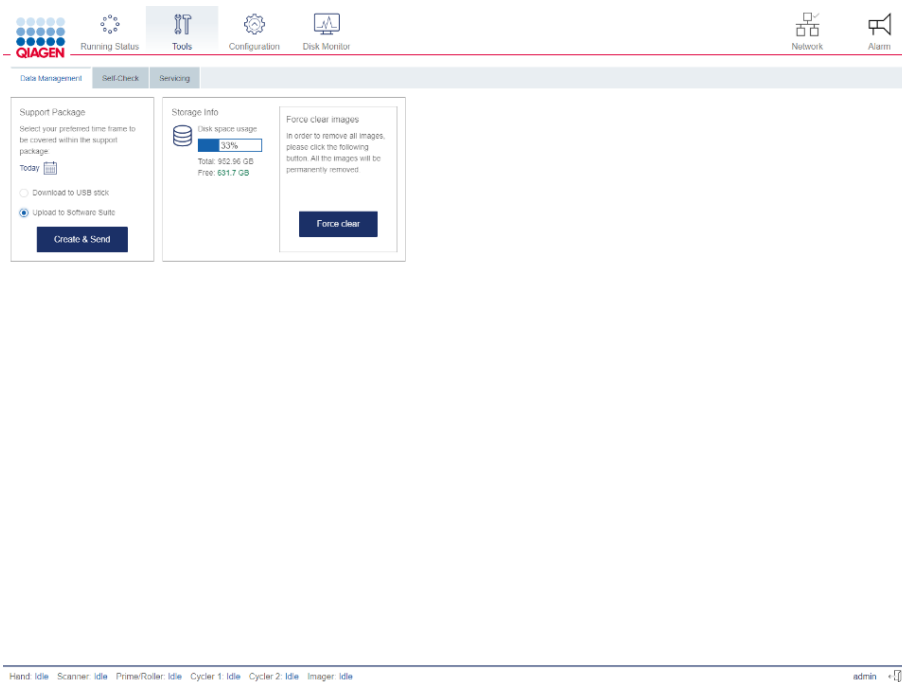 QIAGEN
Running Status
Tools
Configuration
Disk Monitor
Network
Alarm
Data Management
Self-Check
Servicing
Support Package
Select your preferred time frame to
be covered within the support
package.
Today
Download to USB stick
Upload to Software Suite
Create & Send
Storage Info
Disk space usage
33%
Total: 952.96 GB
Free: 631.7 GB
Force clear images
In order to remove all images,
please click the following
button. All the images will be
permanently removed.
Force clear
Hand: Idle Scanner: Idle Prime/Roller: Idle Cycler 1: Idle Cycler 2: Idle Imager: Idle
admin